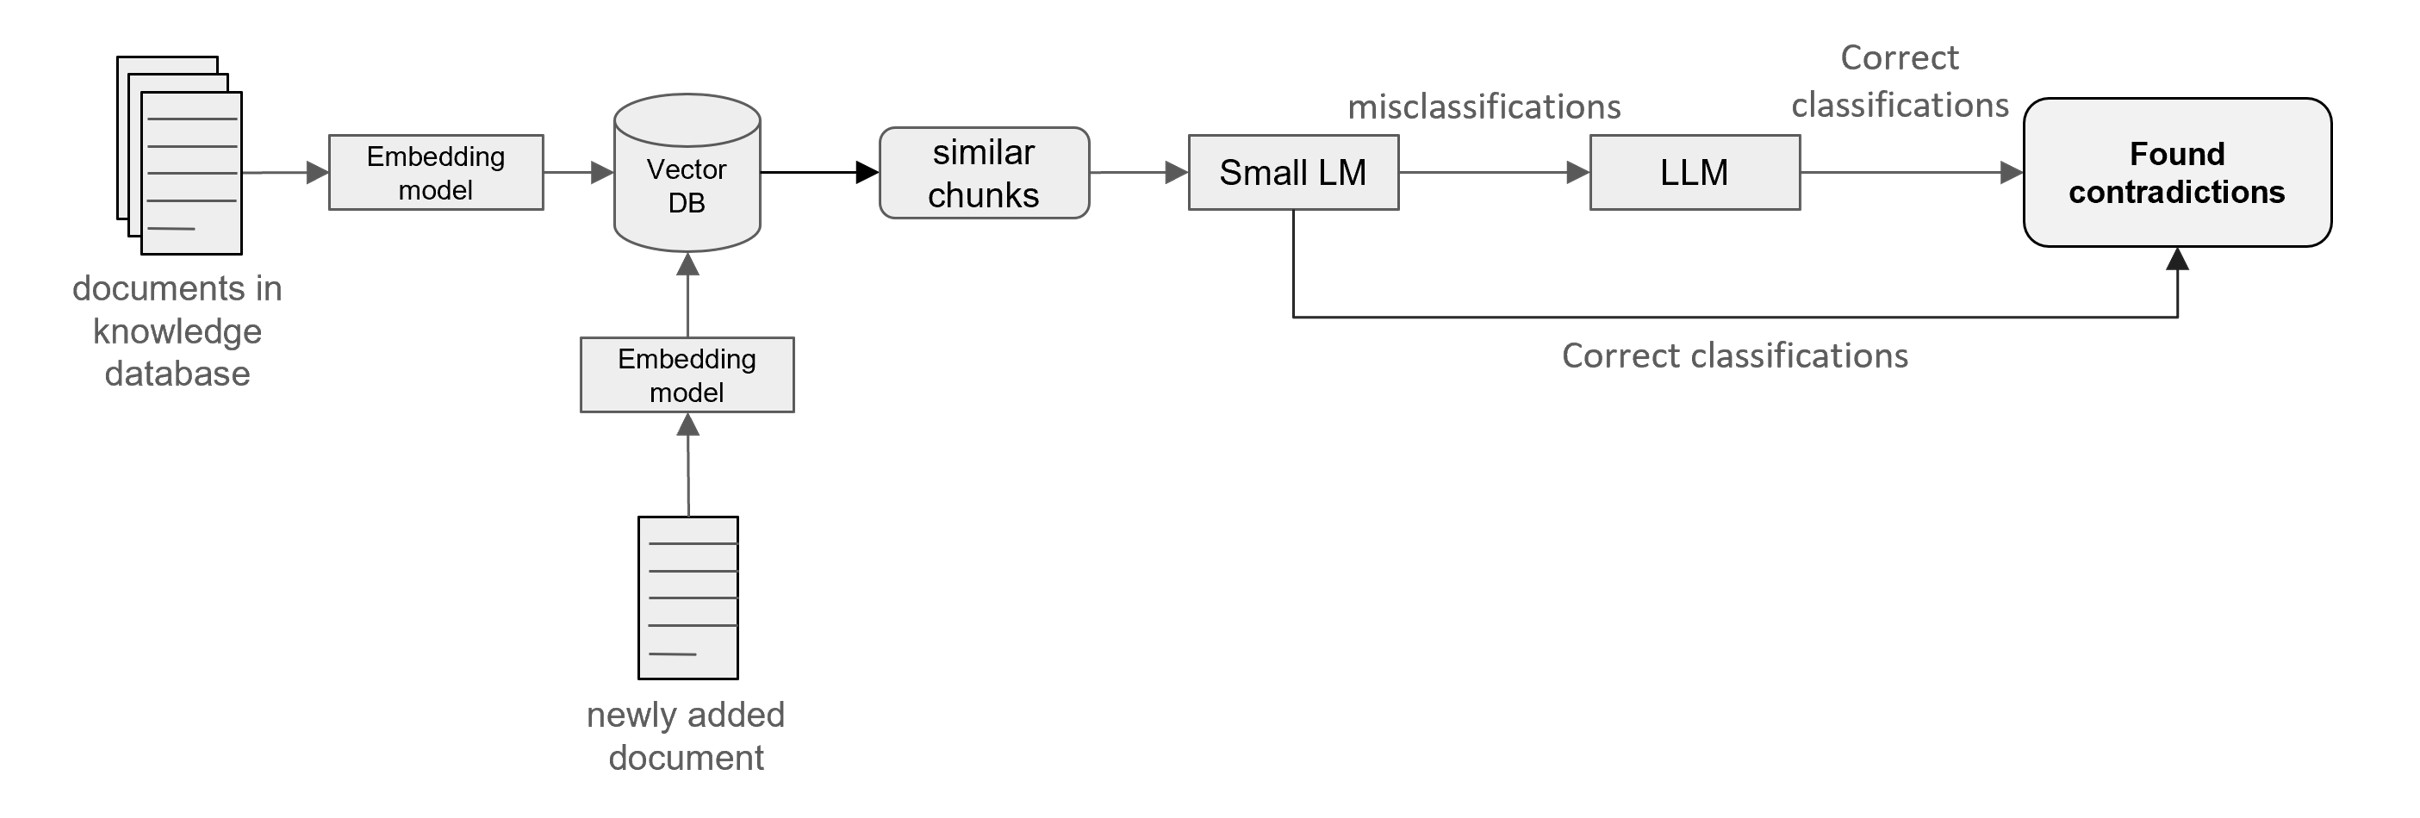 documents in
knowledge
database
Embedding
model
Vector
DB
Embedding
model
newly added
document
similar
chunks
Small LM
misclassifications
LLM
Correct
classifications
Correct classifications
Found
contradictions